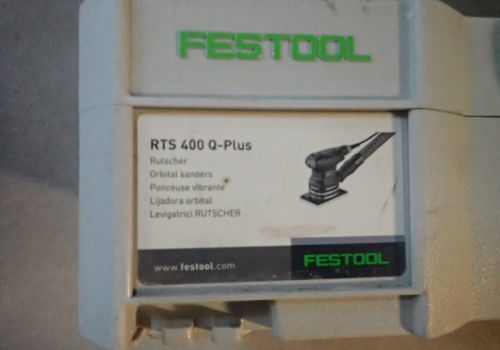 FESTOOL
RTS 400 Q-Plus
Rutscher
Orbital sanders
Ponceuse vibrante
Lijadora orbital
Levigatrici RUTSCHER
www.festool.com
FESTOOL